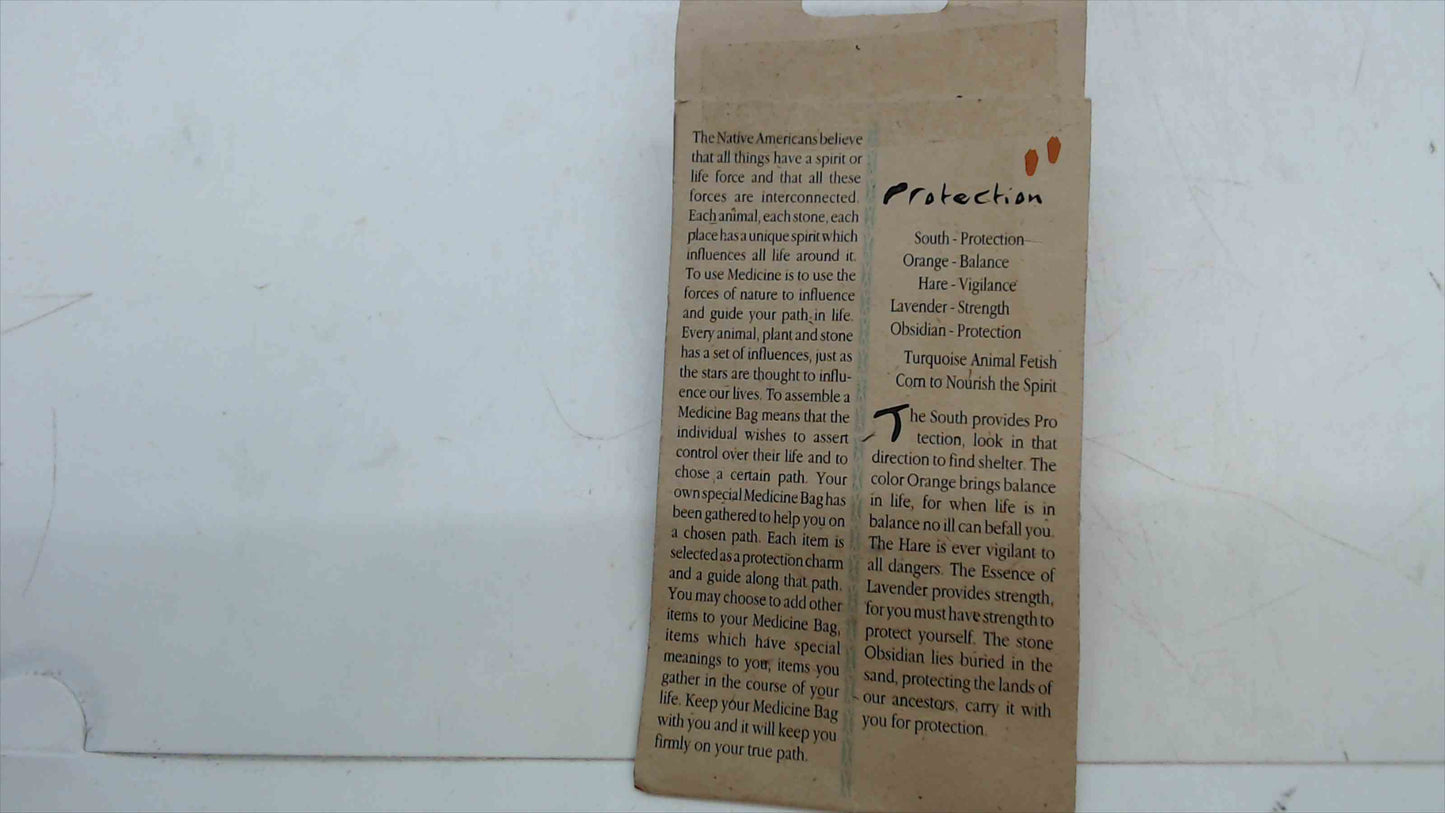 The Native Americans believe
that all things have a spirit or
life force and that all these
forces are interconnected.
Each animal, each stone, each
place has a unique spirit which
influences all life around it.
To use Medicine is to use the
forces of nature to influence
and guide your path in life.
Every animal, plant and stone
has a set of influences, just as
the stars are thought to influ-
ence our lives. To assemble a
Medicine Bag means that the
individual wishes to assert
control over their life and to
chose a certain path. Your
own special Medicine Bag has
been gathered to help you on
a chosen path. Each item is
selected as a protection charm
and a guide along that path.
You may choose to add other
items to your Medicine Bag,
items which have special
meanings to you, items you
gather in the course of your
life. Keep your Medicine Bag
with you and it will keep you
firmly on your true path.
Protection
South - Protection
Orange - Balance
Hare - Vigilance
Lavender - Strength
Obsidian - Protection
Turquoise Animal Fetish
Corn to Nourish the Spirit
The South provides Pro
tection, look in that
direction to find shelter. The
color Orange brings balance
in life, for when life is in
balance no ill can befall you.
The Hare is ever vigilant to
all dangers. The Essence of
Lavender provides strength,
for you must have strength to
protect yourself. The stone
Obsidian lies buried in the
sand, protecting the lands of
our ancestors, carry it with
you for protection.